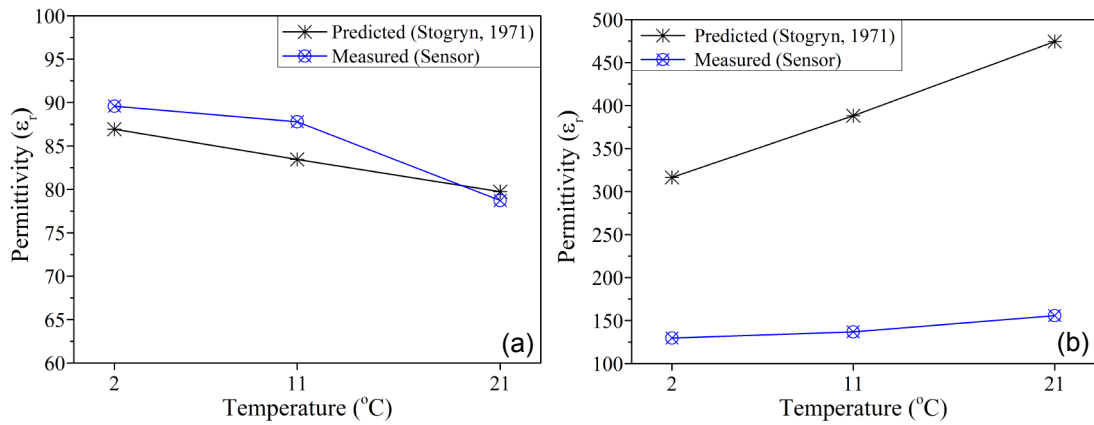 Predicted (Stogryn, 1971)
Measured (Sensor)
100
95
90
85
80
75
70
65
60
Permittivity (εr)
2
11
21
Temperature (°C)
(a)
Predicted (Stogryn, 1971)
Measured (Sensor)
500
450
400
350
300
250
200
150
100
Permittivity (εr)
2
11
21
Temperature (°C)
(b)